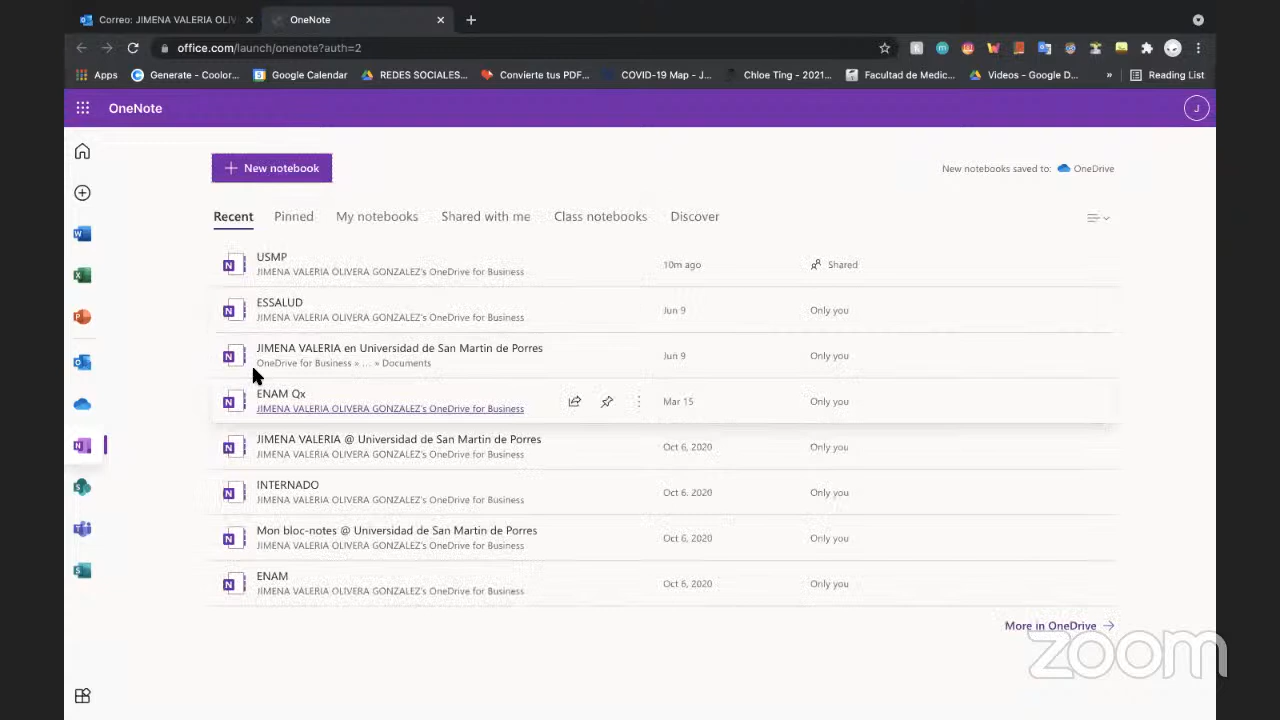 Correo: JIMENA VALERIA OLIV
OneNote
office.com/launch/onenote?auth=2
Apps
Generate - Coolor...
Google Calendar
REDES SOCIALES...
Convierte tus PDF...
COVID-19 Map - J...
Chloe Ting - 2021...
Facultad de Medic...
Videos - Google D...
»
Reading List
OneNote
J
New notebook
New notebooks saved to: OneDrive
Recent
Pinned
My notebooks
Shared with me
Class notebooks
Discover
USMP
JIMENA VALERIA OLIVERA GONZALEZ's OneDrive for Business
10m ago
Shared
ESSALUD
JIMENA VALERIA OLIVERA GONZALEZ's OneDrive for Business
Jun 9
Only you
JIMENA VALERIA en Universidad de San Martin de Porres
OneDrive for Business » ... » Documents
Jun 9
Only you
ENAM Qx
JIMENA VALERIA OLIVERA GONZALEZ's OneDrive for Business
Mar 15
Only you
JIMENA VALERIA @ Universidad de San Martin de Porres
JIMENA VALERIA OLIVERA GONZALEZ's OneDrive for Business
Oct 6, 2020
Only you
INTERNADO
JIMENA VALERIA OLIVERA GONZALEZ's OneDrive for Business
Oct 6, 2020
Only you
Mon bloc-notes @ Universidad de San Martin de Porres
JIMENA VALERIA OLIVERA GONZALEZ's OneDrive for Business
Oct 6, 2020
Only you
ENAM
JIMENA VALERIA OLIVERA GONZALEZ's OneDrive for Business
Oct 6, 2020
Only you
More in OneDrive
zoom